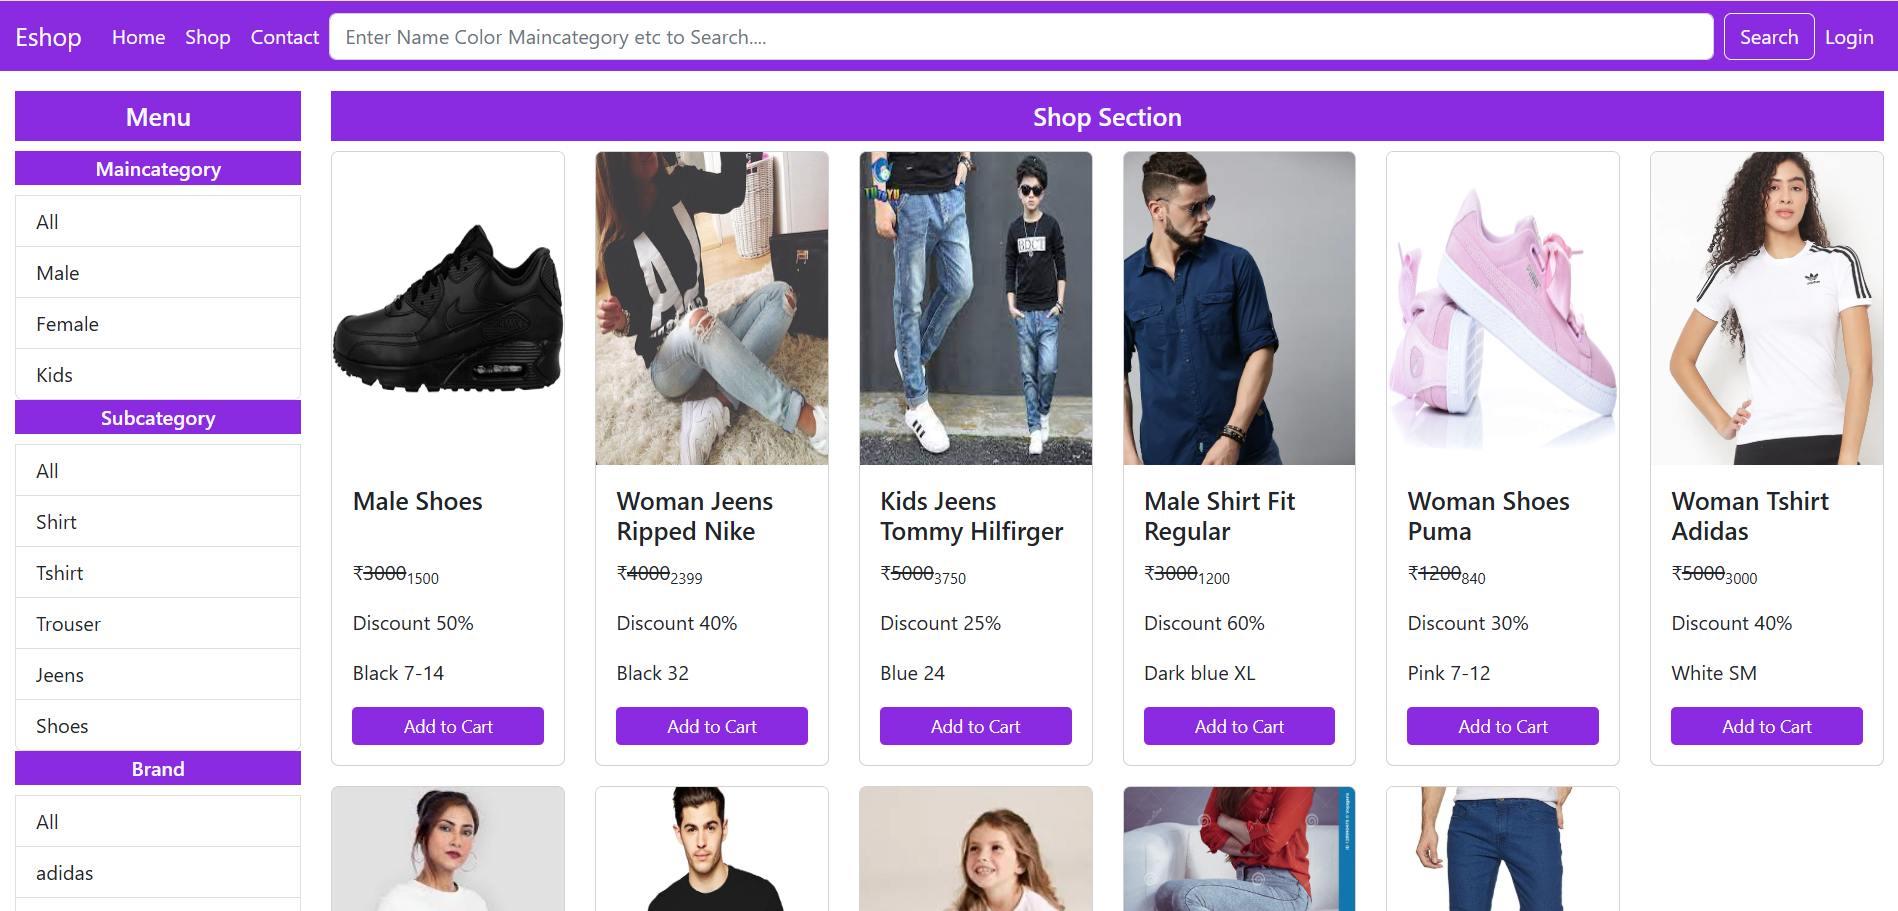 Eshop Home Shop Contact Enter Name Color Maincategory etc to Search.... Search Login
Menu
Maincategory
All
Male
Female
Kids
Subcategory
All
Shirt
Tshirt
Trouser
Jeens
Shoes
Brand
All
adidas
Shop Section
Male Shoes
₹3000 1500
Discount 50%
Black 7-14
Add to Cart
Woman Jeens
Ripped Nike
₹4000 2399
Discount 40%
Black 32
Add to Cart
BDCT
Kids Jeens
Tommy Hilfirger
₹5000 3750
Discount 25%
Blue 24
Add to Cart
Male Shirt Fit
Regular
₹3000 1200
Discount 60%
Dark blue XL
Add to Cart
Woman Shoes
Puma
₹1200 840
Discount 30%
Pink 7-12
Add to Cart
adidas
Woman Tshirt
Adidas
₹5000 3000
Discount 40%
White SM
Add to Cart